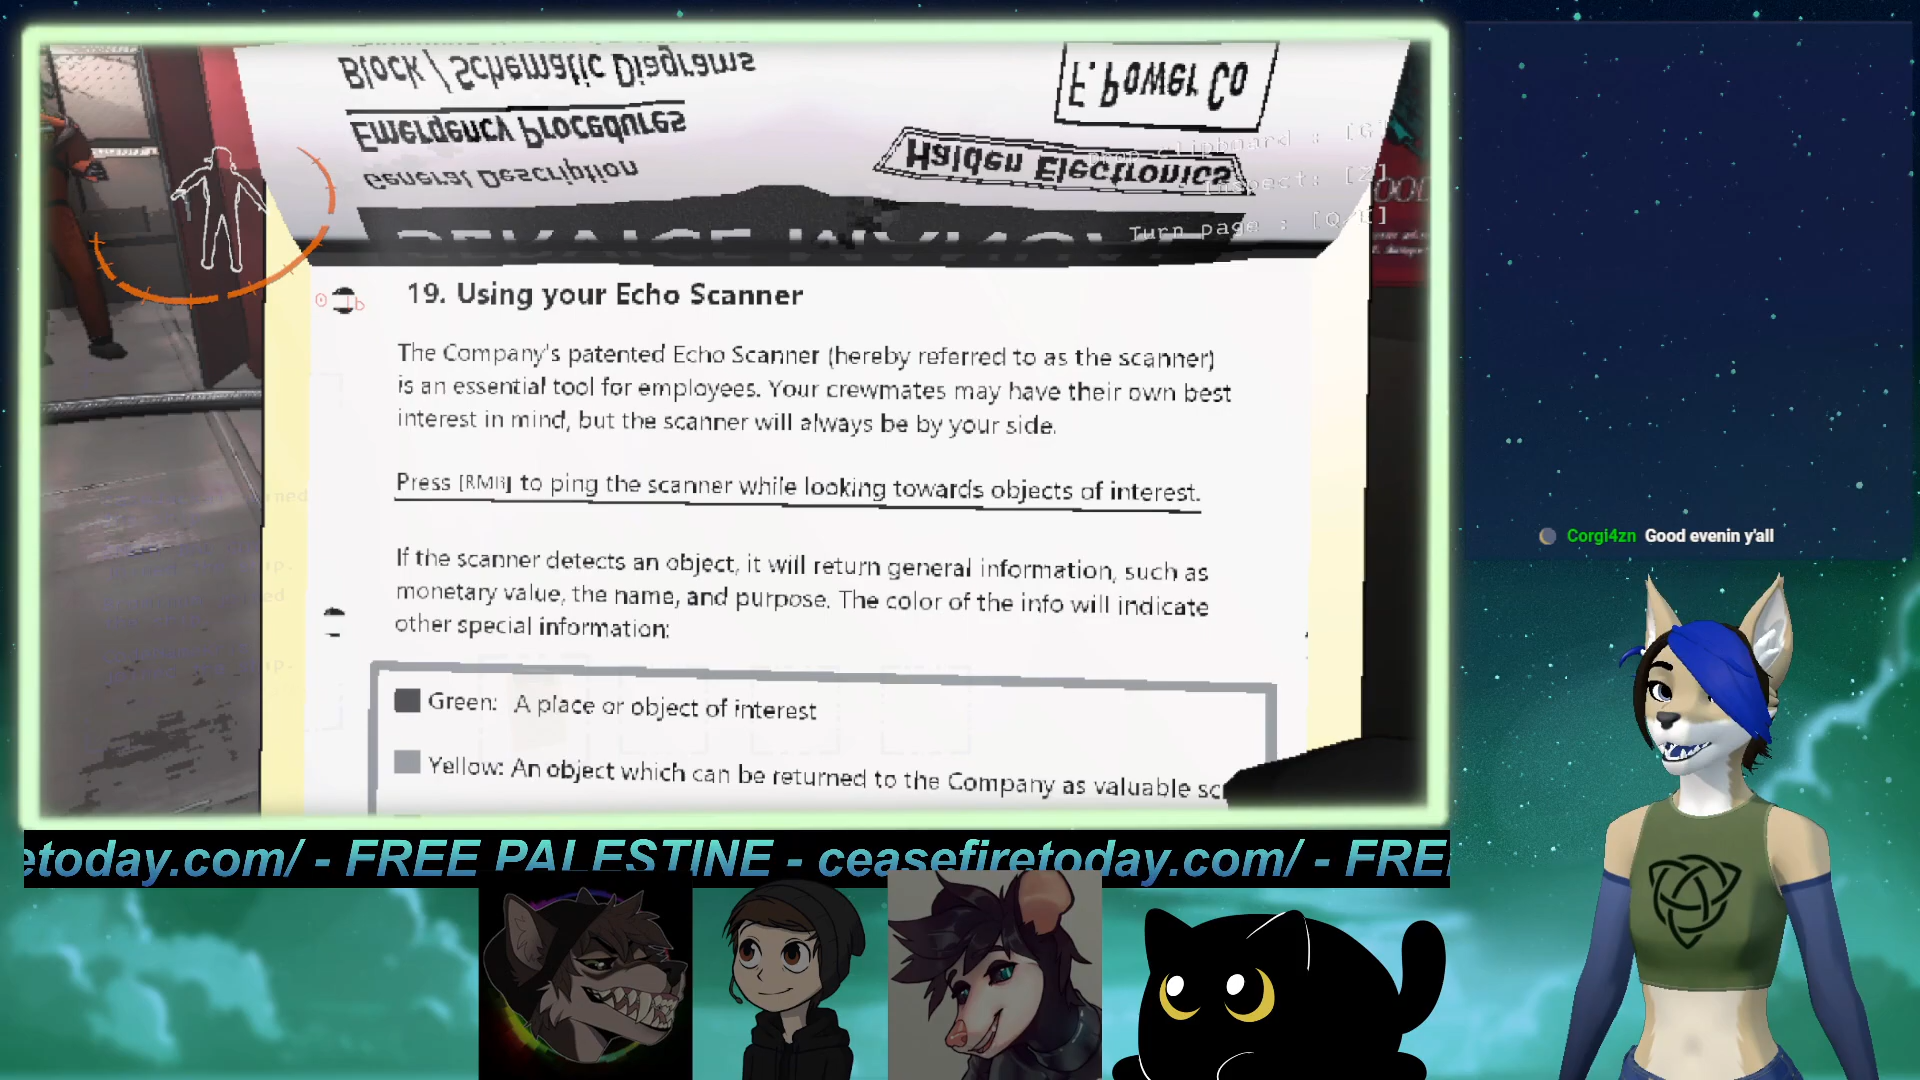 Block / Schematic Diagrams
F. Power Co
Emergency Procedures
Halden Electronics
General Description
Drop clipboard : [G]
Inspect: [Z]
Turn page : [Q/E]
19. Using your Echo Scanner
0 lb
The Company's patented Echo Scanner (hereby referred to as the scanner)
is an essential tool for employees. Your crewmates may have their own best
interest in mind, but the scanner will always be by your side.
Press [RMB] to ping the scanner while looking towards objects of interest.
If the scanner detects an object, it will return general information, such as
monetary value, the name, and purpose. The color of the info will indicate
other special information:
Green: A place or object of interest
Yellow: An object which can be returned to the Company as valuable sc
Corgi4zn Good evenin y'all
etoday.com/ - FREE PALESTINE - ceasefiretoday.com/ - FREE